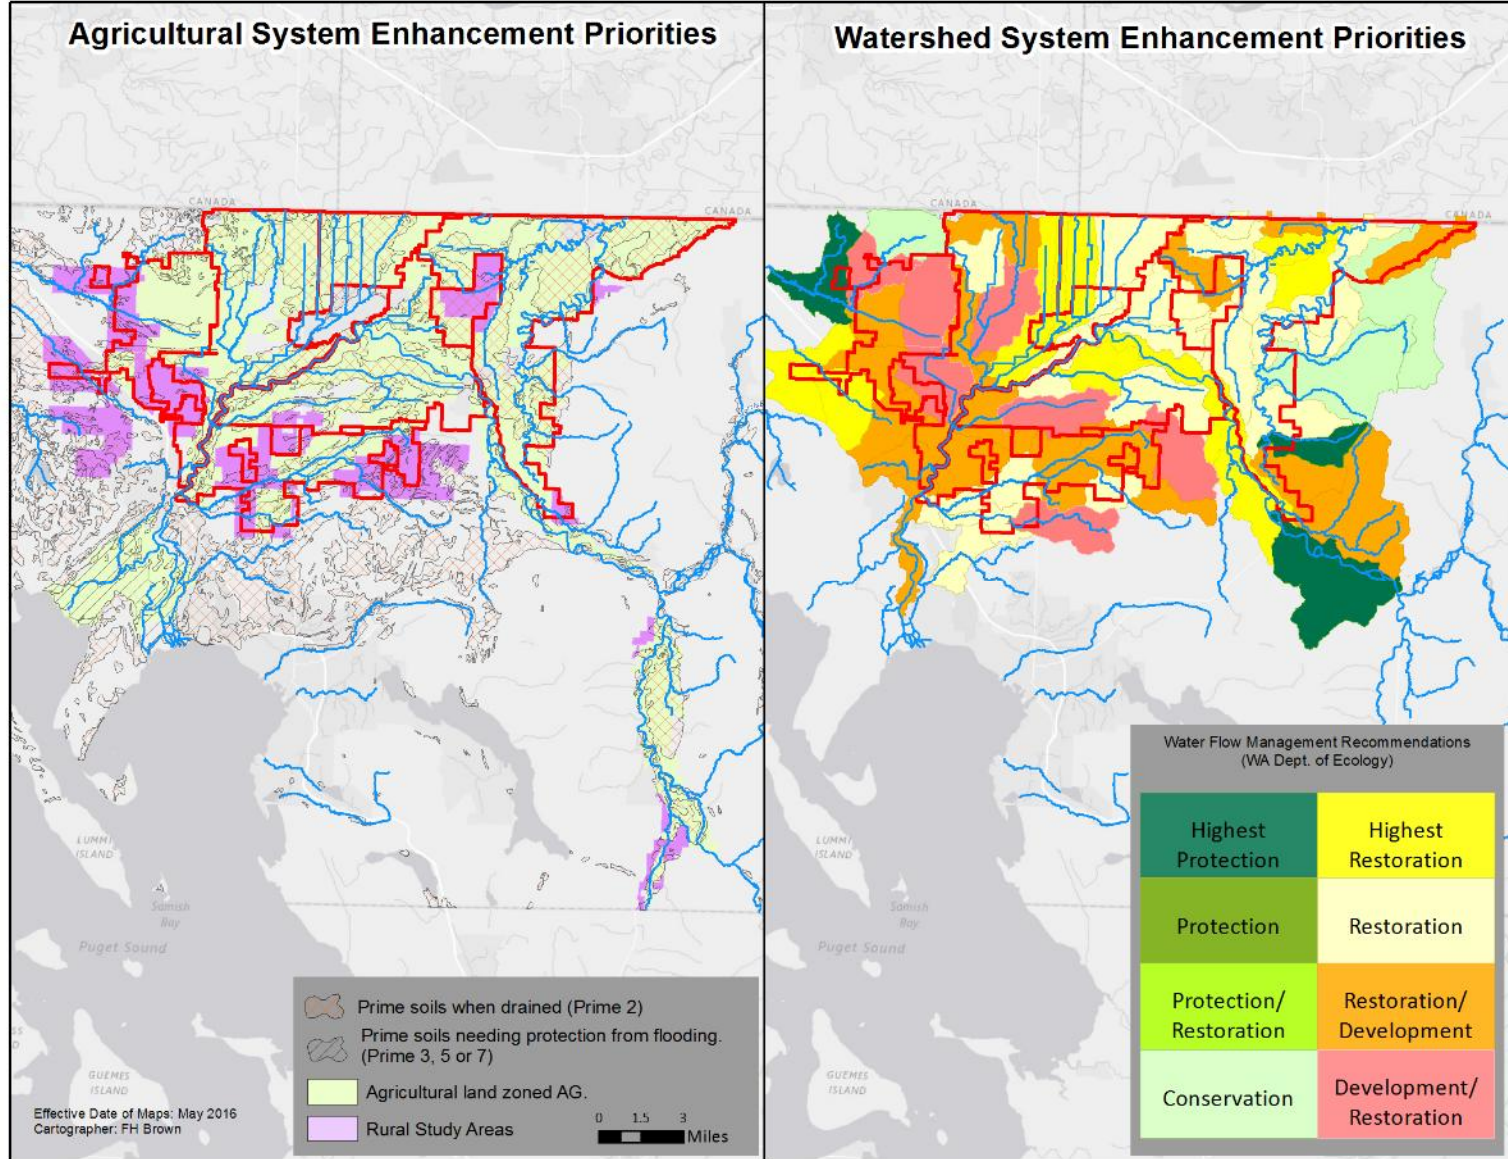 Agricultural System Enhancement Priorities
CANADA
CANADA
LUMMI
ISLAND
Samish
Bay
Puget Sound
GUEMES
ISLAND
Effective Date of Maps: May 2016
Cartographer: FH Brown
Prime soils when drained (Prime 2)
Prime soils needing protection from flooding.
(Prime 3, 5 or 7)
Agricultural land zoned AG.
Rural Study Areas
0 1.5 3
Miles
Watershed System Enhancement Priorities
CANADA
CANADA
LUMMI
ISLAND
Samish
Bay
Puget Sound
GUEMES
ISLAND
Water Flow Management Recommendations
(WA Dept. of Ecology)
Highest
Protection
Highest
Restoration
Protection
Restoration
Protection/
Restoration
Restoration/
Development
Conservation
Development/
Restoration